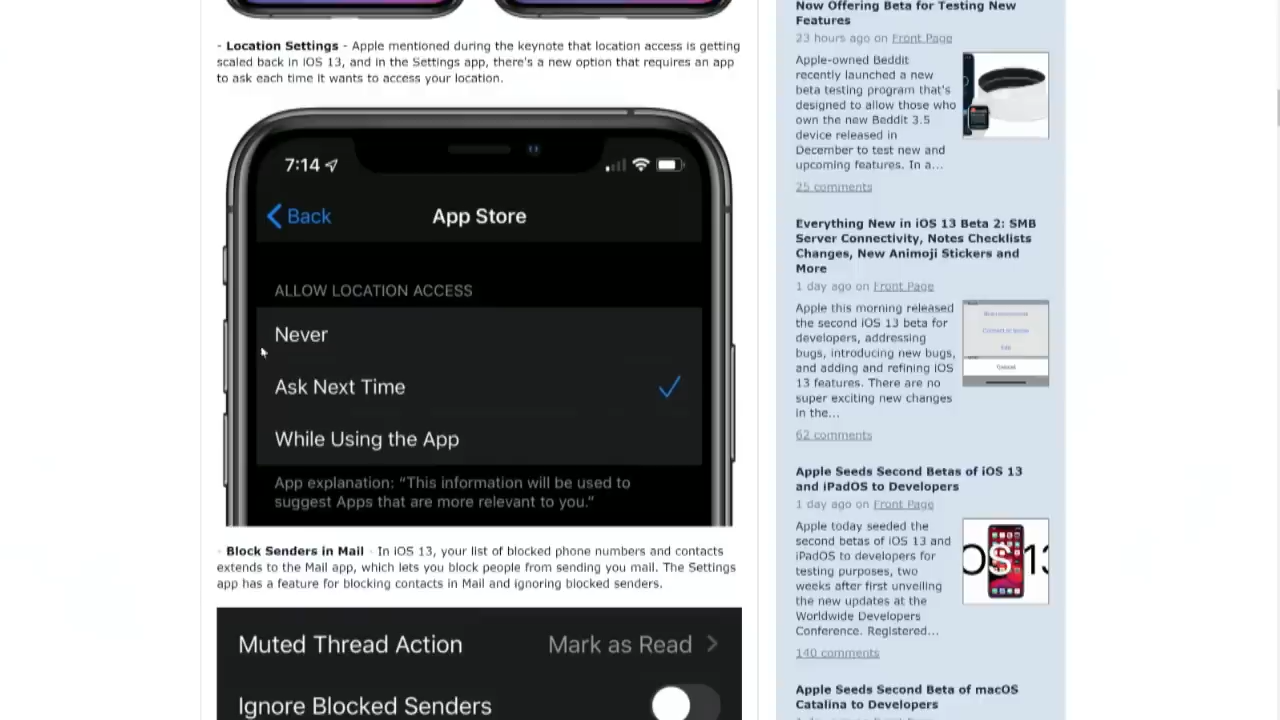 - Location Settings - Apple mentioned during the keynote that location access is getting
scaled back in iOS 13, and in the Settings app, there's a new option that requires an app
to ask each time it wants to access your location.
7:14
Back
App Store
ALLOW LOCATION ACCESS
Never
Ask Next Time
While Using the App
App explanation: “This information will be used to
suggest Apps that are more relevant to you.”
- Block Senders in Mail - In iOS 13, your list of blocked phone numbers and contacts
extends to the Mail app, which lets you block people from sending you mail. The Settings
app has a feature for blocking contacts in Mail and ignoring blocked senders.
Muted Thread Action
Mark as Read
Ignore Blocked Senders
Now Offering Beta for Testing New
Features
23 hours ago on Front Page
Apple-owned Beddit
recently launched a new
beta testing program that's
designed to allow those who
own the new Beddit 3.5
device released in
December to test new and
upcoming features. In a...
25 comments
Everything New in iOS 13 Beta 2: SMB
Server Connectivity, Notes Checklists
Changes, New Animoji Stickers and
More
1 day ago on Front Page
Apple this morning released
the second iOS 13 beta for
developers, addressing
bugs, introducing new bugs,
and adding and refining iOS
13 features. There are no
super exciting new changes
in the...
62 comments
Apple Seeds Second Betas of iOS 13
and iPadOS to Developers
1 day ago on Front Page
Apple today seeded the
second betas of iOS 13 and
iPadOS to developers for
testing purposes, two
weeks after first unveiling
the new updates at the
Worldwide Developers
Conference. Registered...
OS 13
140 comments
Apple Seeds Second Beta of macOS
Catalina to Developers